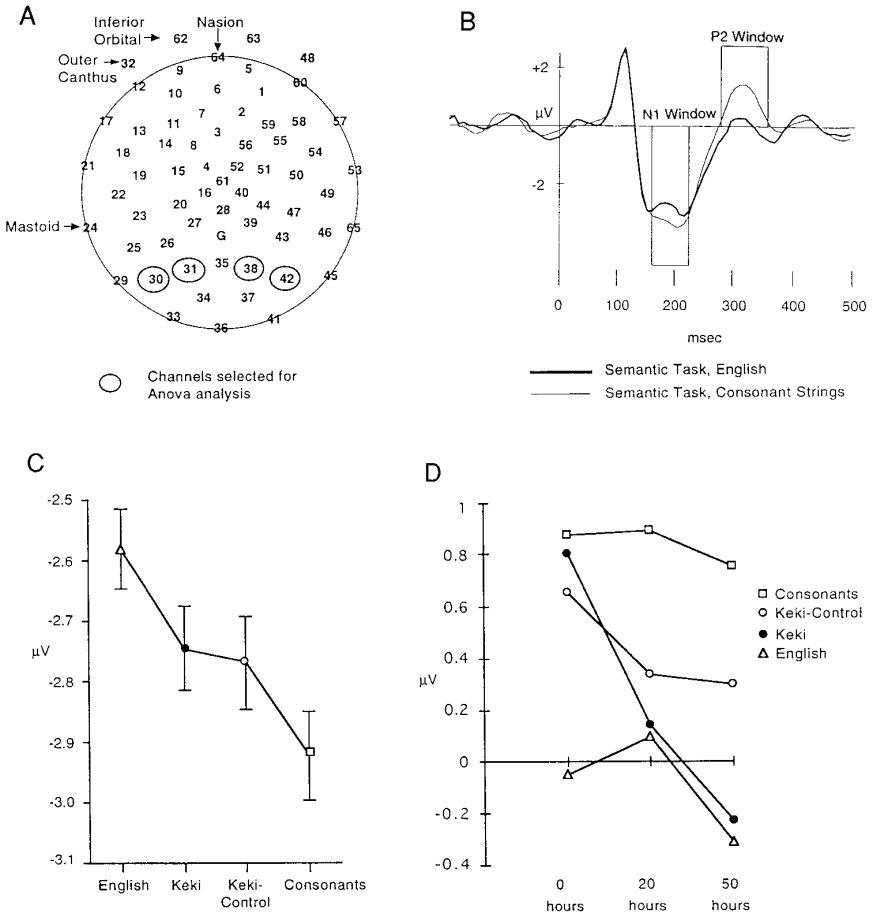 A
Inferior
Orbital
Nasion
62
63
64
Outer
Canthus
32
48
9
5
12
60
10
6
1
17
7
2
57
11
59
58
13
3
14
8
56
55
18
54
21
4
52
53
19
15
51
50
61
22
16
40
49
20
44
23
28
47
27
39
Mastoid
24
65
G
46
26
43
25
35
31
38
29
30
42
45
34
37
33
41
36
Channels selected for
Anova analysis
B
P2 Window
+2
µV
N1 Window
-2
0 100 200 300 400 500
msec
Semantic Task, English
Semantic Task, Consonant Strings
C
-2.5
-2.6
-2.7
µV
-2.8
-2.9
-3.0
-3.1
English Keki Keki- Consonants
Control
D
1
0.8
0.6
0.4
µV
0.2
0
-0.2
-0.4
Consonants
Keki-Control
Keki
English
0 20 50
hours hours hours